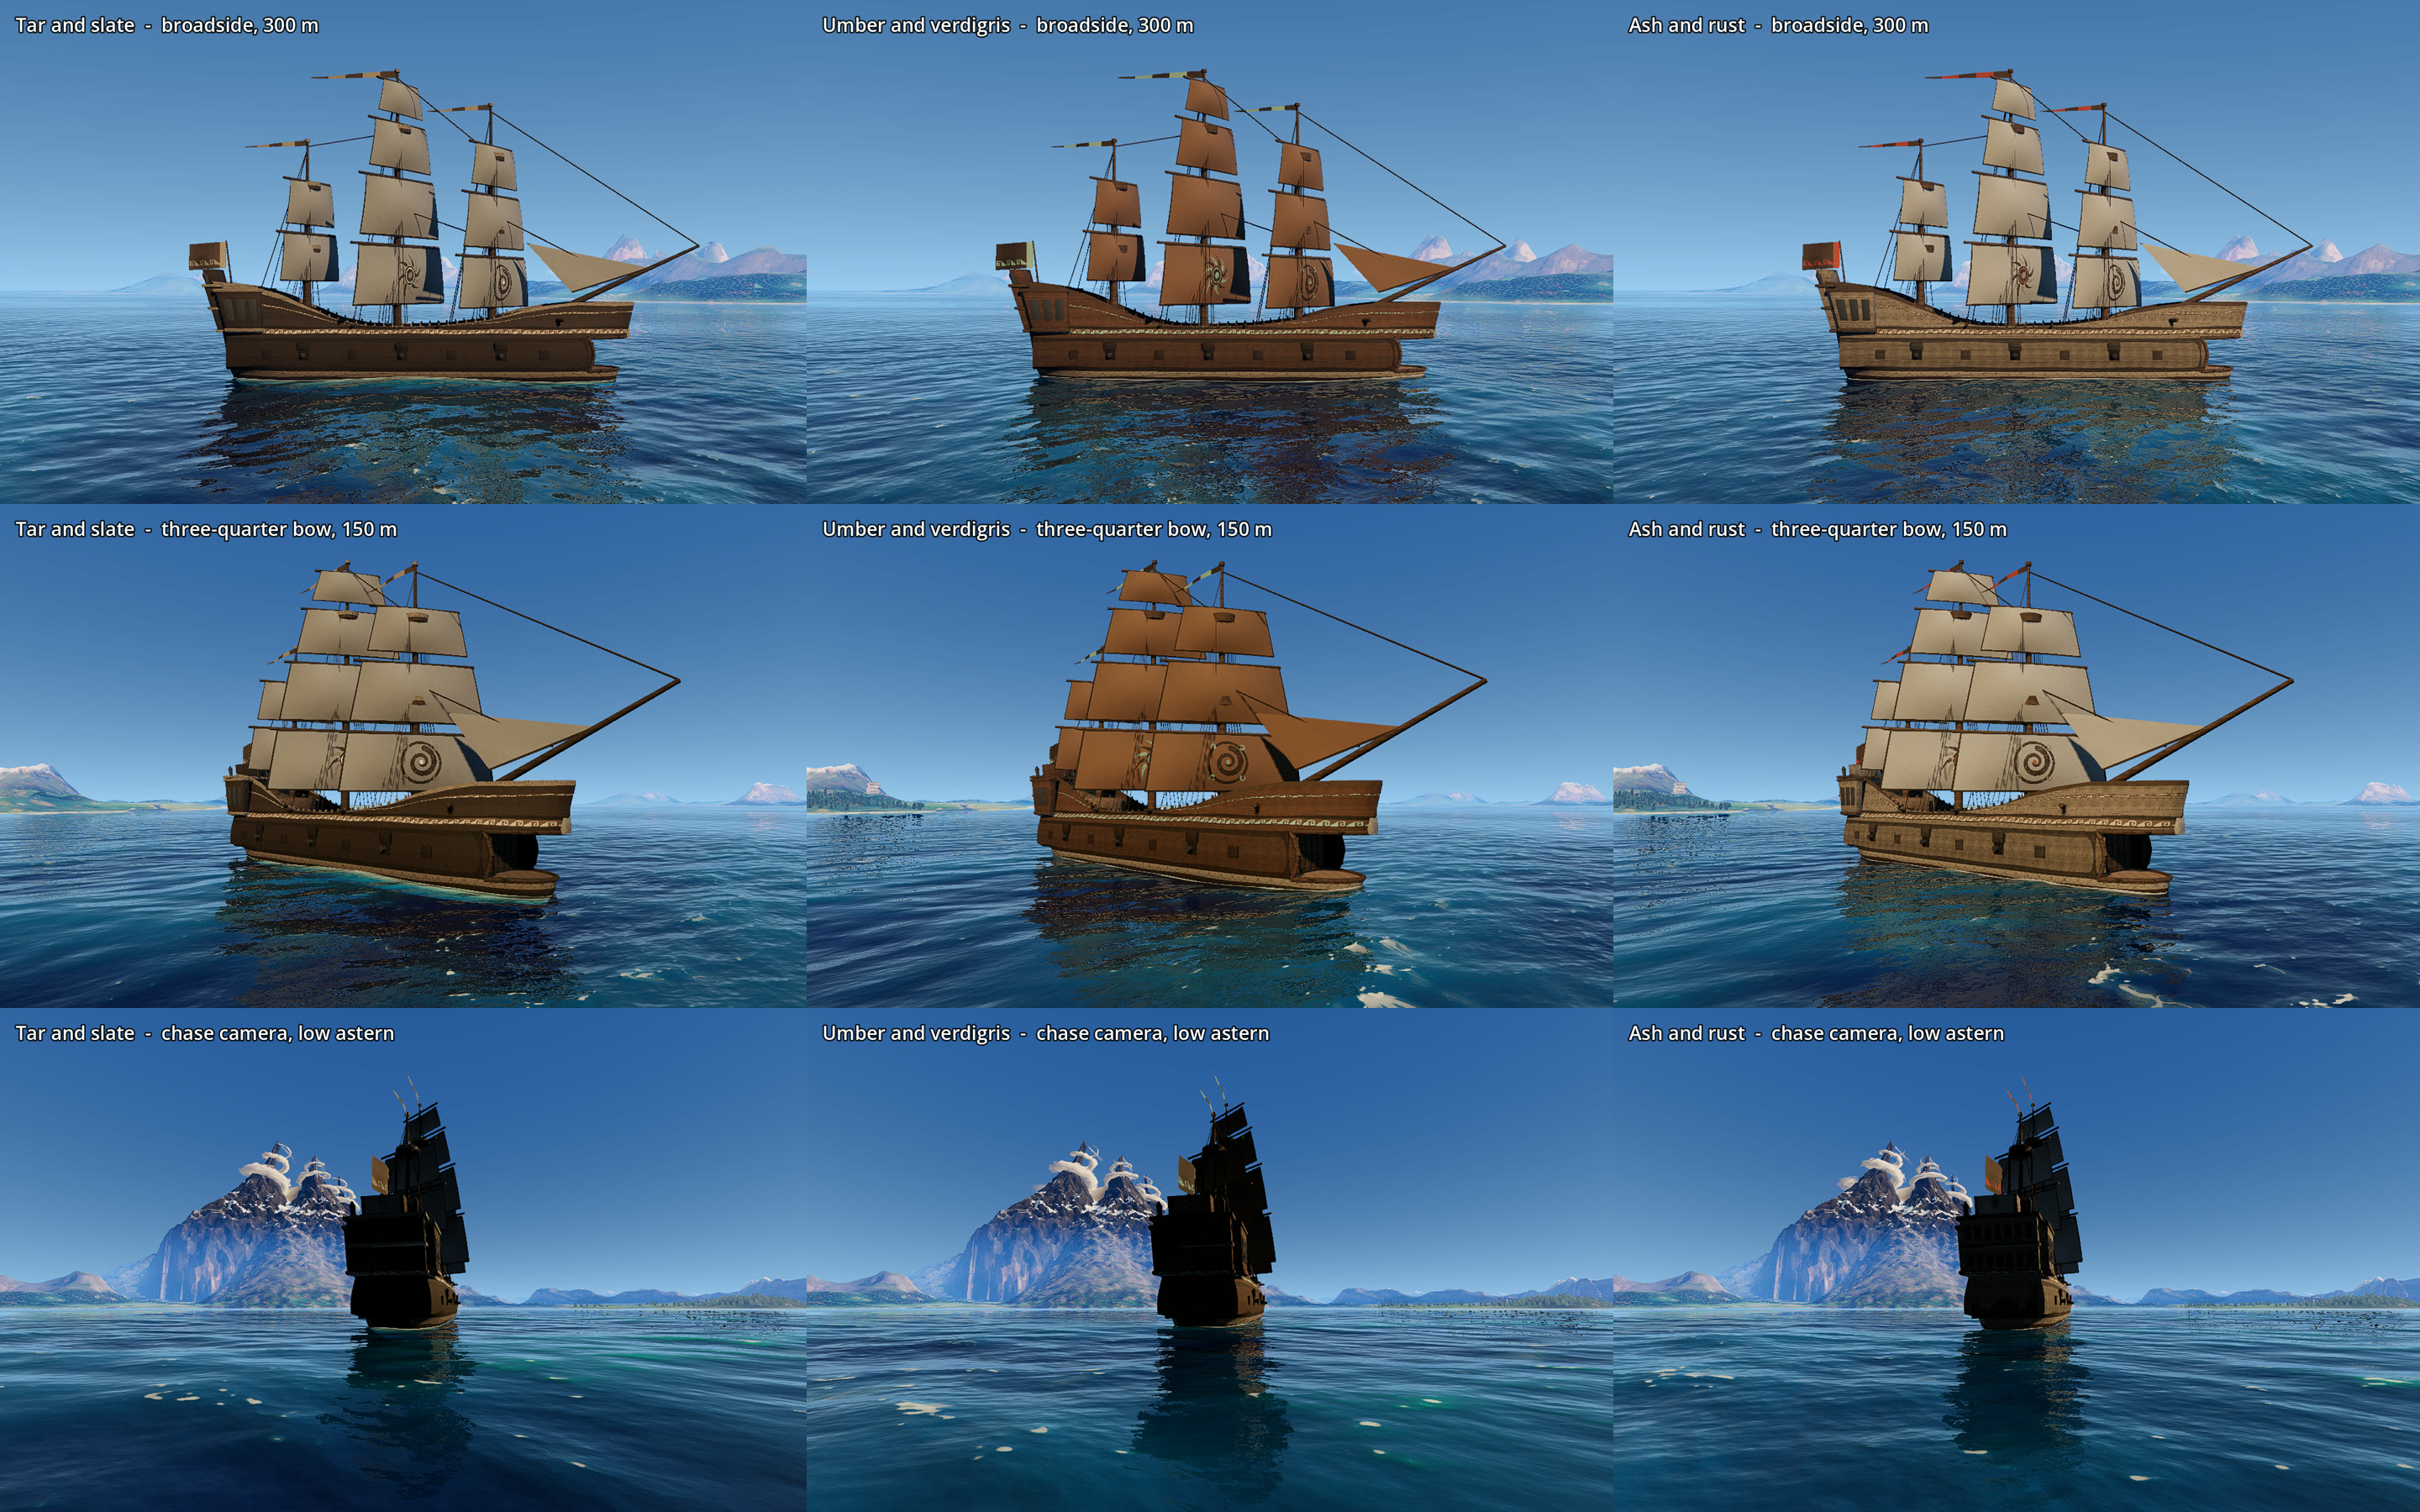 Tar and slate - broadside, 300 m
Umber and verdigris - broadside, 300 m
Ash and rust - broadside, 300 m
Tar and slate - three-quarter bow, 150 m
Umber and verdigris - three-quarter bow, 150 m
Ash and rust - three-quarter bow, 150 m
Tar and slate - chase camera, low astern
Umber and verdigris - chase camera, low astern
Ash and rust - chase camera, low astern